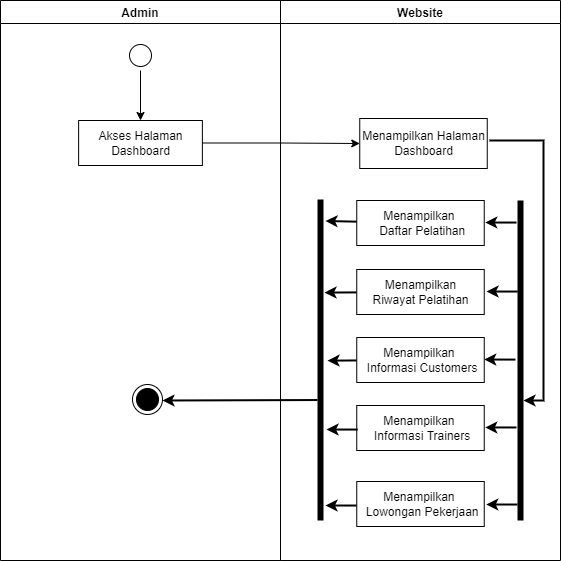 Admin
Website
Akses Halaman
Dashboard
Menampilkan Halaman
Dashboard
Menampilkan
Daftar Pelatihan
Menampilkan
Riwayat Pelatihan
Menampilkan
Informasi Customers
Menampilkan
Informasi Trainers
Menampilkan
Lowongan Pekerjaan